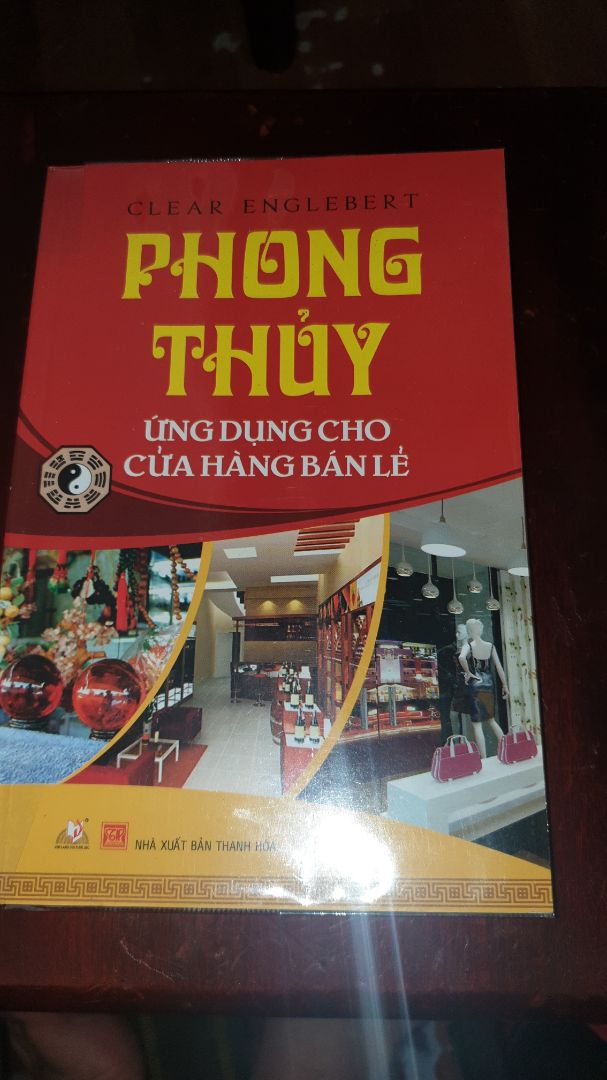 CLEAR ENGLEBERT
PHONG
THỦY
ỨNG DỤNG CHO
CỬA HÀNG BÁN LẺ
NHÀ XUẤT BẢN THANH HÓA